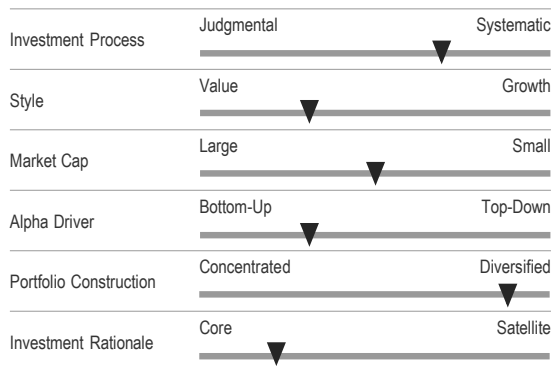 Judgmental Systematic
Investment Process
Value Growth
Style
Large Small
Market Cap
Bottom-Up Top-Down
Alpha Driver
Concentrated Diversified
Portfolio Construction
Core Satellite
Investment Rationale